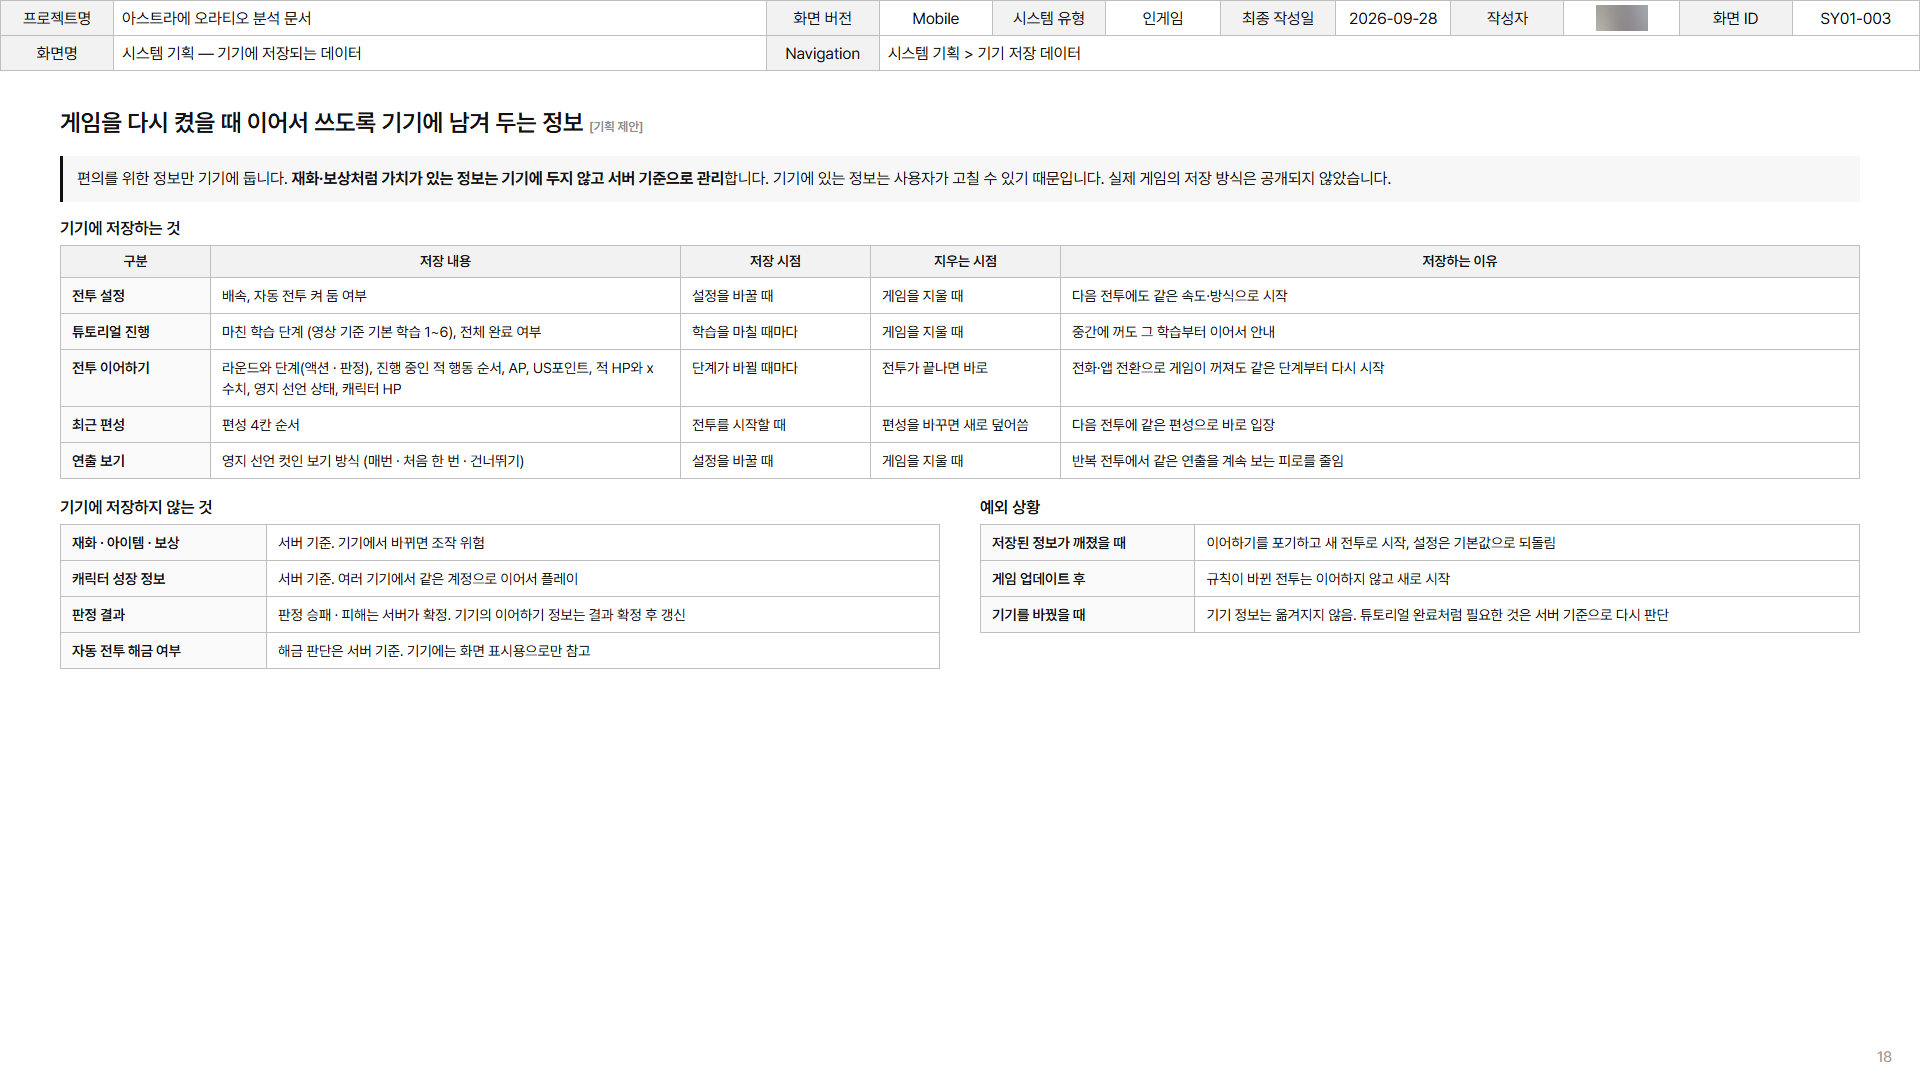 프로젝트명 아스트라에 오라티오 분석 문서 화면 버전 Mobile 시스템 유형 인게임 최종 작성일 2026-09-28 작성자 화면 ID SY01-003
화면명 시스템 기획 — 기기에 저장되는 데이터 Navigation 시스템 기획 > 기기 저장 데이터
게임을 다시 켰을 때 이어서 쓰도록 기기에 남겨 두는 정보 [기획 제안]
편의를 위한 정보만 기기에 둡니다. 재화·보상처럼 가치가 있는 정보는 기기에 두지 않고 서버 기준으로 관리합니다. 기기에 있는 정보는 사용자가 고칠 수 있기 때문입니다. 실제 게임의 저장 방식은 공개되지 않았습니다.
기기에 저장하는 것
구분 저장 내용 저장 시점 지우는 시점 저장하는 이유
전투 설정 배속, 자동 전투 켜 둠 여부 설정을 바꿀 때 게임을 지울 때 다음 전투에도 같은 속도·방식으로 시작
튜토리얼 진행 마친 학습 단계 (영상 기준 기본 학습 1~6), 전체 완료 여부 학습을 마칠 때마다 게임을 지울 때 중간에 꺼도 그 학습부터 이어서 안내
전투 이어하기 라운드와 단계(액션 · 판정), 진행 중인 적 행동 순서, AP, US포인트, 적 HP와 x 단계가 바뀔 때마다 전투가 끝나면 바로 전화·앱 전환으로 게임이 꺼져도 같은 단계부터 다시 시작
수치, 영지 선언 상태, 캐릭터 HP
최근 편성 편성 4칸 순서 전투를 시작할 때 편성을 바꾸면 새로 덮어씀 다음 전투에 같은 편성으로 바로 입장
연출 보기 영지 선언 컷인 보기 방식 (매번 · 처음 한 번 · 건너뛰기) 설정을 바꿀 때 게임을 지울 때 반복 전투에서 같은 연출을 계속 보는 피로를 줄임
기기에 저장하지 않는 것
재화 · 아이템 · 보상 서버 기준. 기기에서 바뀌면 조작 위험
캐릭터 성장 정보 서버 기준. 여러 기기에서 같은 계정으로 이어서 플레이
판정 결과 판정 승패 · 피해는 서버가 확정. 기기의 이어하기 정보는 결과 확정 후 갱신
자동 전투 해금 여부 해금 판단은 서버 기준. 기기에는 화면 표시용으로만 참고
예외 상황
저장된 정보가 깨졌을 때 이어하기를 포기하고 새 전투로 시작, 설정은 기본값으로 되돌림
게임 업데이트 후 규칙이 바뀐 전투는 이어하지 않고 새로 시작
기기를 바꿨을 때 기기 정보는 옮겨지지 않음. 튜토리얼 완료처럼 필요한 것은 서버 기준으로 다시 판단
18